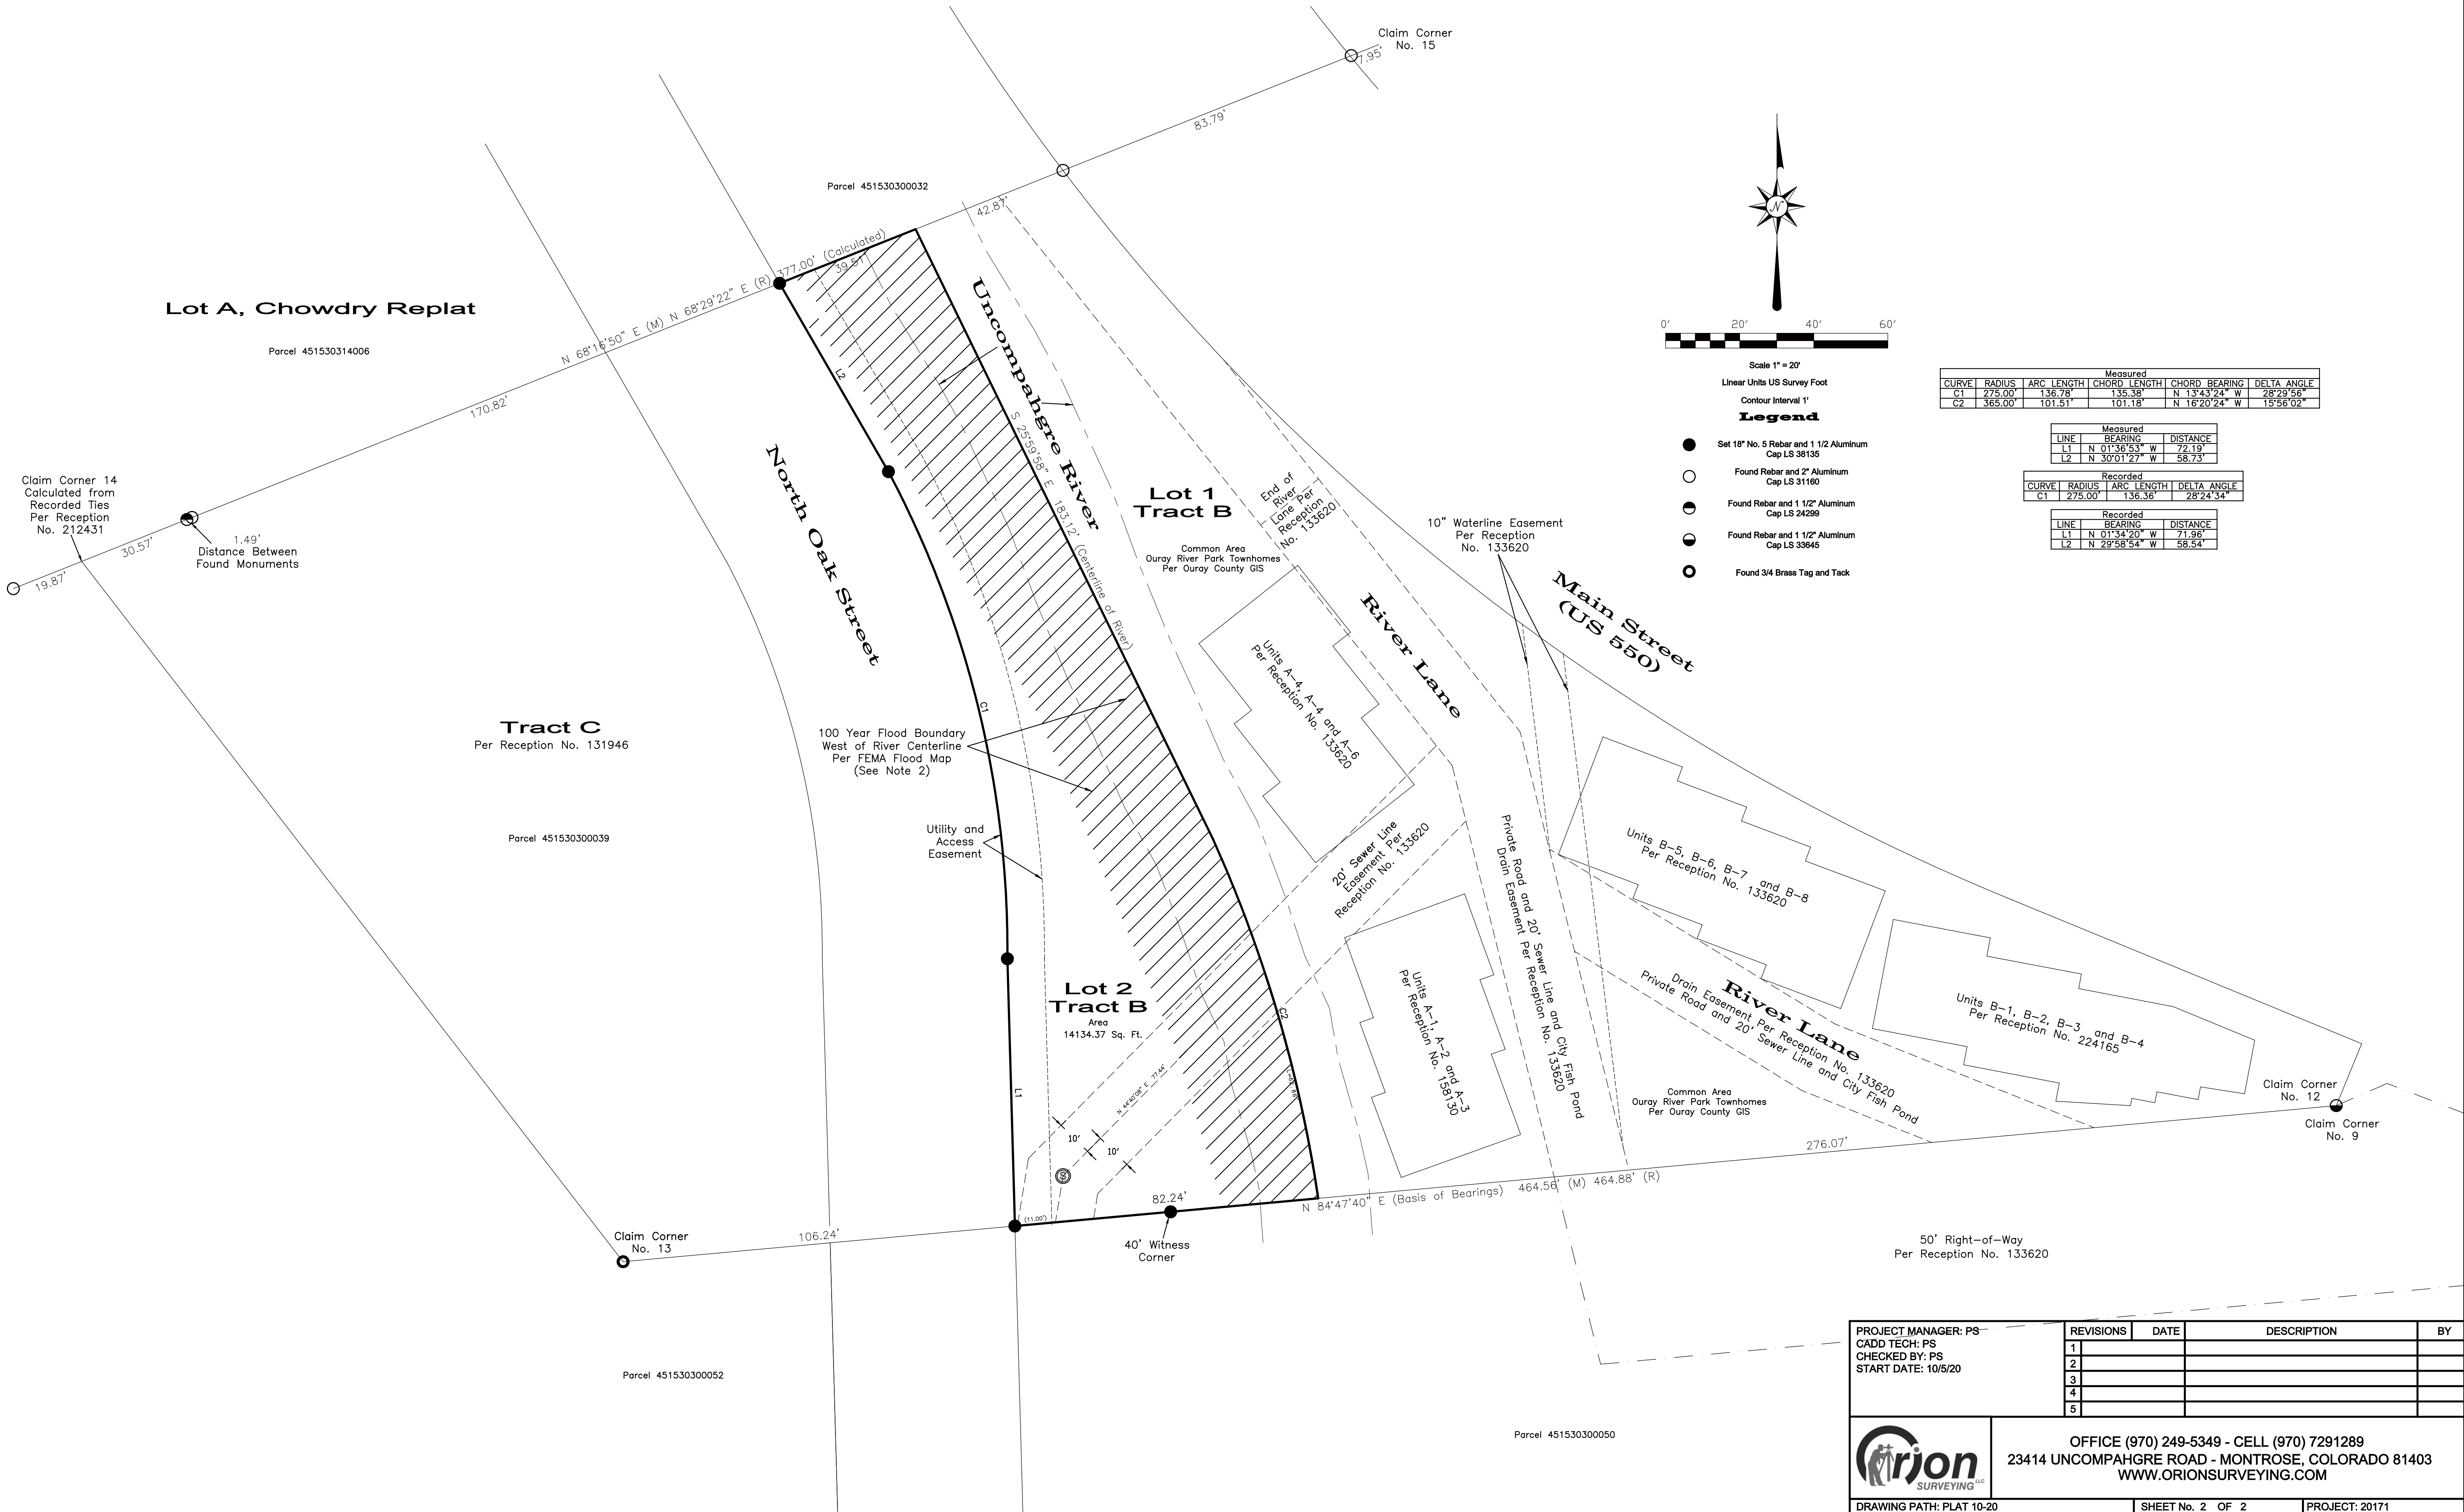 Claim Corner
No. 15
7.95'
83.79'
Parcel 451530300032
42.87'
377.00' (Calculated)
39.51'
N 68°16'50" E (M) N 68°29'22" E (R)
Lot A, Chowdry Replat
Parcel 451530314006
170.82'
Claim Corner 14
Calculated from
Recorded Ties
Per Reception
No. 212431
30.57'
19.87'
1.49'
Distance Between
Found Monuments
North Oak Street
L2
Uncompahgre River
S 25°59'58" E 183.12' (Centerline of River)
Lot 1
Tract B
Common Area
Ouray River Park Townhomes
Per Ouray County GIS
End of
River
Lane Per
Reception
No. 133620
10" Waterline Easement
Per Reception
No. 133620
Main Street
(US 550)
River Lane
Units A-4, A-4 and A-6
Per Reception No. 133620
Tract C
Per Reception No. 131946
Parcel 451530300039
C1
100 Year Flood Boundary
West of River Centerline
Per FEMA Flood Map
(See Note 2)
Utility and
Access
Easement
20' Sewer Line
Easement Per
Reception No. 133620
Private Road and 20' Sewer Line and City Fish Pond
Drain Easement Per Reception No. 133620
Units B-5, B-6, B-7 and B-8
Per Reception No. 133620
Units A-1, A-2 and A-3
Per Reception No. 158130
River Lane
Drain Easement Per Reception No. 133620
Private Road and 20' Sewer Line and City Fish Pond
Units B-1, B-2, B-3 and B-4
Per Reception No. 224165
Lot 2
Tract B
Area
14134.37 Sq. Ft.
C2
N 44°40'08" E 77.44'
L1
10'
10'
S
(11.00')
82.24'
40' Witness
Corner
Common Area
Ouray River Park Townhomes
Per Ouray County GIS
Claim Corner
No. 12
Claim Corner
No. 9
276.07'
N 84°47'40" E (Basis of Bearings) 464.56' (M) 464.88' (R)
Claim Corner
No. 13
106.24'
50' Right-of-Way
Per Reception No. 133620
Parcel 451530300052
Parcel 451530300050
N
0' 20' 40' 60'
Scale 1" = 20'
Linear Units US Survey Foot
Contour Interval 1'
Legend
Set 18" No. 5 Rebar and 1 1/2 Aluminum
Cap LS 38135
Found Rebar and 2" Aluminum
Cap LS 31160
Found Rebar and 1 1/2" Aluminum
Cap LS 24299
Found Rebar and 1 1/2" Aluminum
Cap LS 33645
Found 3/4 Brass Tag and Tack
Measured
CURVE RADIUS ARC LENGTH CHORD LENGTH CHORD BEARING DELTA ANGLE
C1 275.00' 136.78' 135.38' N 13°43'24" W 28°29'56"
C2 365.00' 101.51' 101.18' N 16°20'24" W 15°56'02"
Measured
LINE BEARING DISTANCE
L1 N 01°36'53" W 72.19'
L2 N 30°01'27" W 58.73'
Recorded
CURVE RADIUS ARC LENGTH DELTA ANGLE
C1 275.00' 136.36' 28°24'34"
Recorded
LINE BEARING DISTANCE
L1 N 01°34'20" W 71.96'
L2 N 29°58'54" W 58.54'
PROJECT MANAGER: PS
CADD TECH: PS
CHECKED BY: PS
START DATE: 10/5/20
REVISIONS DATE DESCRIPTION BY
1
2
3
4
5
Orion
SURVEYING LLC
OFFICE (970) 249-5349 - CELL (970) 7291289
23414 UNCOMPAHGRE ROAD - MONTROSE, COLORADO 81403
WWW.ORIONSURVEYING.COM
DRAWING PATH: PLAT 10-20 SHEET No. 2 OF 2 PROJECT: 20171